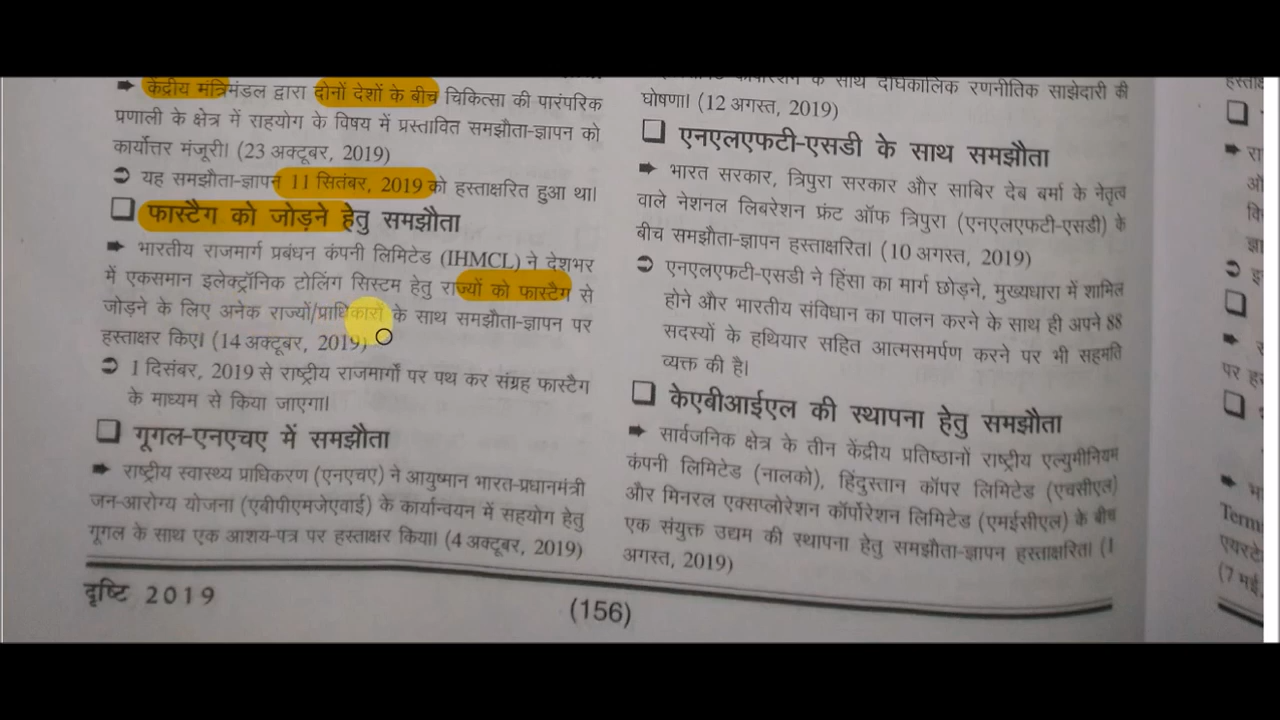 ➡ केंद्रीय मंत्रिमंडल द्वारा दोनों देशों के बीच चिकित्सा की पारंपरिक
प्रणाली के क्षेत्र में सहयोग के विषय में प्रस्तावित समझौता-ज्ञापन को
कार्योत्तर मंजूरी। (23 अक्टूबर, 2019)
➲ यह समझौता-ज्ञापन 11 सितंबर, 2019 को हस्ताक्षरित हुआ था।
❑ फास्टैग को जोड़ने हेतु समझौता
➡ भारतीय राजमार्ग प्रबंधन कंपनी लिमिटेड (IHMCL) ने देशभर
में एकसमान इलेक्ट्रॉनिक टोलिंग सिस्टम हेतु राज्यों को फास्टैग से
जोड़ने के लिए अनेक राज्यों/प्राधिकारों के साथ समझौता-ज्ञापन पर
हस्ताक्षर किए। (14 अक्टूबर, 2019)
➲ 1 दिसंबर, 2019 से राष्ट्रीय राजमार्गों पर पथ कर संग्रह फास्टैग
के माध्यम से किया जाएगा।
❑ गूगल-एनएचए में समझौता
➡ राष्ट्रीय स्वास्थ्य प्राधिकरण (एनएचए) ने आयुष्मान भारत-प्रधानमंत्री
जन-आरोग्य योजना (एबीपीएमजेएवाई) के कार्यान्वयन में सहयोग हेतु
गूगल के साथ एक आशय-पत्र पर हस्ताक्षर किया। (4 अक्टूबर, 2019)
के साथ दीर्घकालिक रणनीतिक साझेदारी की
घोषणा। (12 अगस्त, 2019)
❑ एनएलएफटी-एसडी के साथ समझौता
➡ भारत सरकार, त्रिपुरा सरकार और साबिर देब बर्मा के नेतृत्व
वाले नेशनल लिबरेशन फ्रंट ऑफ त्रिपुरा (एनएलएफटी-एसडी) के
बीच समझौता-ज्ञापन हस्ताक्षरित। (10 अगस्त, 2019)
➲ एनएलएफटी-एसडी ने हिंसा का मार्ग छोड़ने, मुख्यधारा में शामिल
होने और भारतीय संविधान का पालन करने के साथ ही अपने 88
सदस्यों के हथियार सहित आत्मसमर्पण करने पर भी सहमति
व्यक्त की है।
❑ केएबीआईएल की स्थापना हेतु समझौता
➡ सार्वजनिक क्षेत्र के तीन केंद्रीय प्रतिष्ठानों राष्ट्रीय एल्युमीनियम
कंपनी लिमिटेड (नालको), हिंदुस्तान कॉपर लिमिटेड (एचसीएल)
और मिनरल एक्सप्लोरेशन कॉर्पोरेशन लिमिटेड (एमईसीएल) के बीच
एक संयुक्त उद्यम की स्थापना हेतु समझौता-ज्ञापन हस्ताक्षरित। (1
अगस्त, 2019)
दृष्टि 2019
(156)
पर
Term
(7 मई